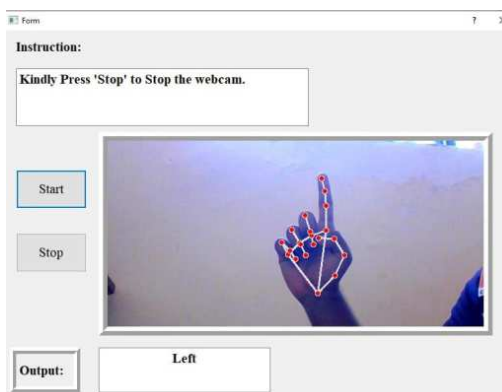 Form
Instruction:
Kindly Press 'Stop' to Stop the webcam.
Start
Stop
Output:
Left